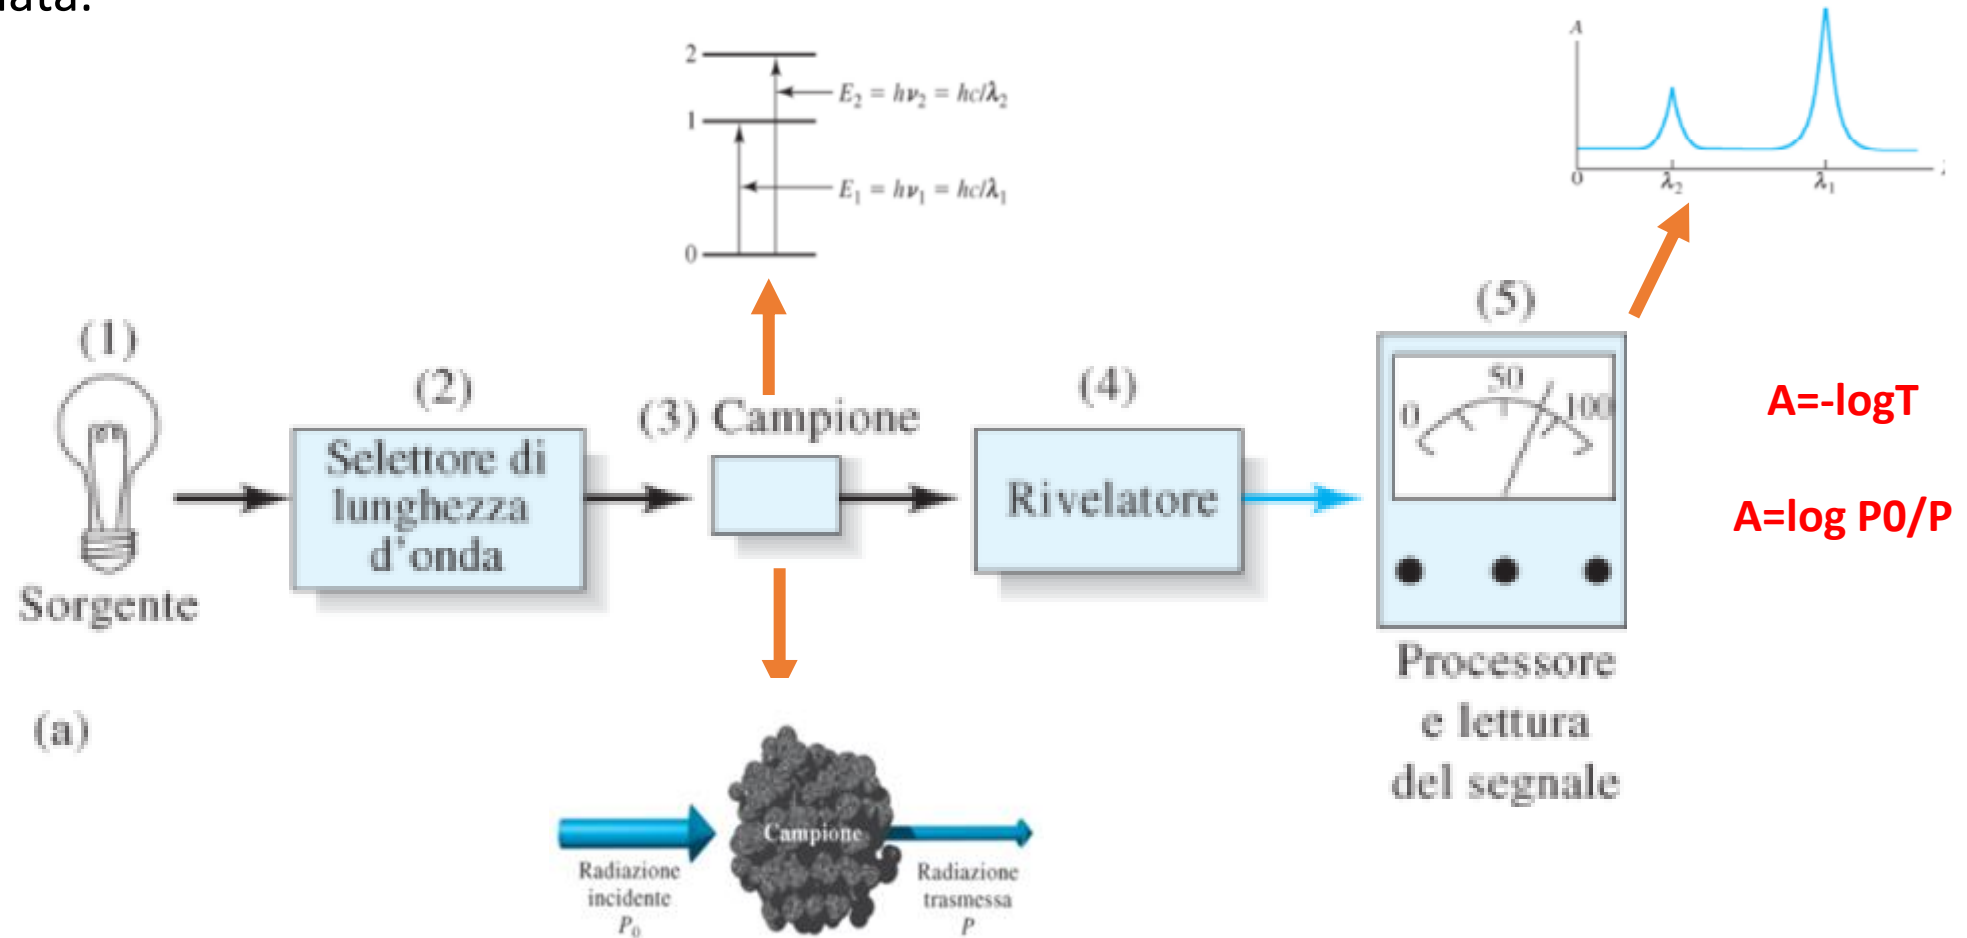 2
E₂ = hν₂ = hc/λ₂
1
E₁ = hν₁ = hc/λ₁
0
A
0
λ₂
λ₁
(1)
Sorgente
(2)
Selettore di
lunghezza
d'onda
(3) Campione
(4)
Rivelatore
(5)
0
50
100
Processore
e lettura
del segnale
A=-logT
A=log P0/P
(a)
Radiazione
incidente
P₀
Campione
Radiazione
trasmessa
P